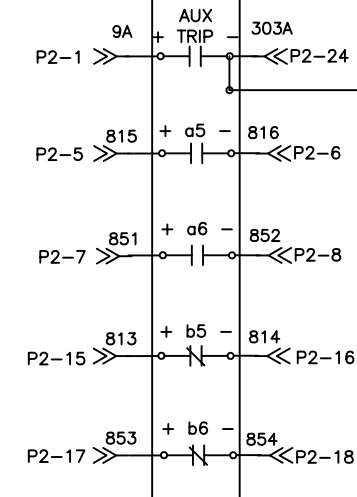 AUX
9A + TRIP − 303A
P2-1 P2-24
815 + a5 − 816
P2-5 P2-6
851 + a6 − 852
P2-7 P2-8
813 + b5 − 814
P2-15 P2-16
853 + b6 − 854
P2-17 P2-18